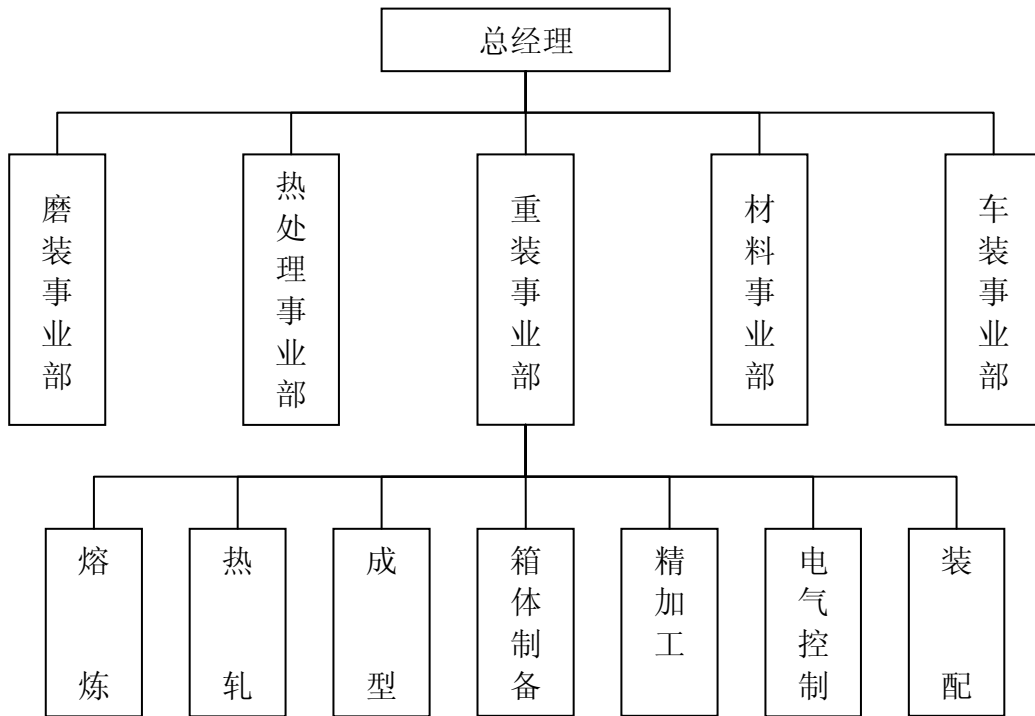 总经理
磨装事业部
热处理事业部
重装事业部
材料事业部
车装事业部
熔炼
热轧
成型
箱体制备
精加工
电气控制
装配